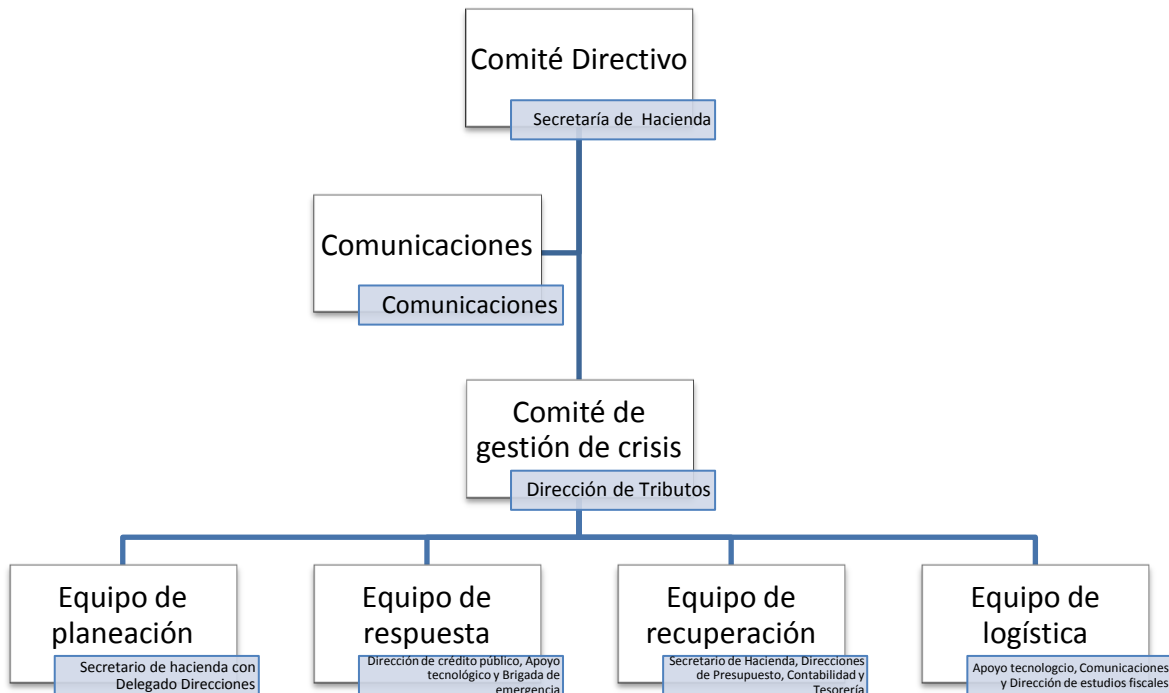 Comité Directivo
Secretaría de Hacienda
Comunicaciones
Comunicaciones
Comité de
gestión de crisis
Dirección de Tributos
Equipo de
planeación
Secretario de hacienda con
Delegado Direcciones
Equipo de
respuesta
Dirección de crédito público, Apoyo
tecnológico y Brigada de
emergencia
Equipo de
recuperación
Secretario de Hacienda, Direcciones
de Presupuesto, Contabilidad y
Tesorería
Equipo de
logística
Apoyo tecnologcio, Comunicaciones
y Dirección de estudios fiscales